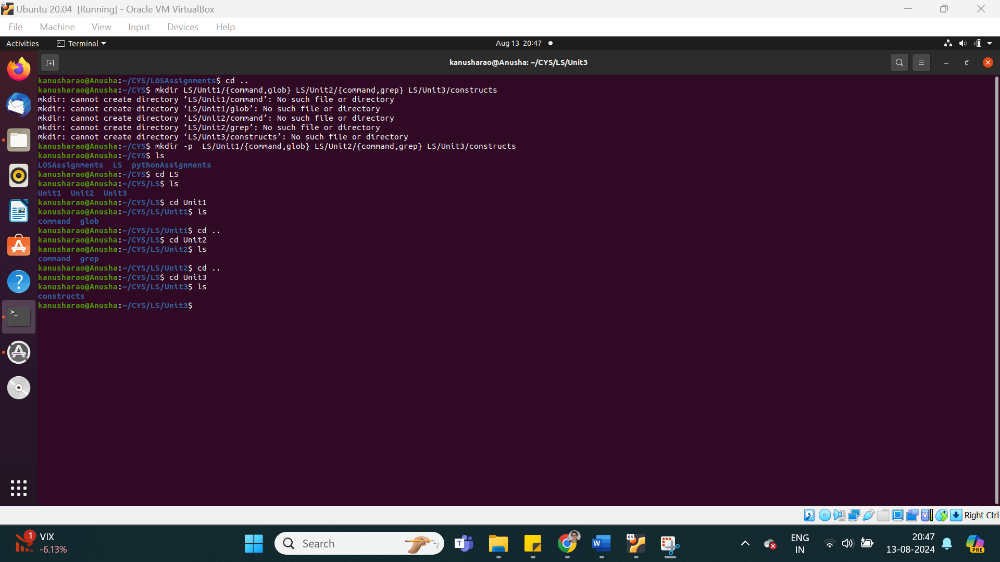 Ubuntu 20.04 [Running] - Oracle VM VirtualBox
File Machine View Input Devices Help
Activities Terminal Aug 13 20:47
kanusharao@Anusha: ~/CYS/LS/Unit3
kanusharao@Anusha:~/CYS/LOSAssignments$ cd ..
kanusharao@Anusha:~/CYS$ mkdir LS/Unit1/{command,glob} LS/Unit2/{command,grep} LS/Unit3/constructs
mkdir: cannot create directory ‘LS/Unit1/command’: No such file or directory
mkdir: cannot create directory ‘LS/Unit1/glob’: No such file or directory
mkdir: cannot create directory ‘LS/Unit2/command’: No such file or directory
mkdir: cannot create directory ‘LS/Unit2/grep’: No such file or directory
mkdir: cannot create directory ‘LS/Unit3/constructs’: No such file or directory
kanusharao@Anusha:~/CYS$ mkdir -p  LS/Unit1/{command,glob} LS/Unit2/{command,grep} LS/Unit3/constructs
kanusharao@Anusha:~/CYS$ ls
LOSAssignments  LS  pythonAssignments
kanusharao@Anusha:~/CYS$ cd LS
kanusharao@Anusha:~/CYS/LS$ ls
Unit1  Unit2  Unit3
kanusharao@Anusha:~/CYS/LS$ cd Unit1
kanusharao@Anusha:~/CYS/LS/Unit1$ ls
command  glob
kanusharao@Anusha:~/CYS/LS/Unit1$ cd ..
kanusharao@Anusha:~/CYS/LS$ cd Unit2
kanusharao@Anusha:~/CYS/LS/Unit2$ ls
command  grep
kanusharao@Anusha:~/CYS/LS/Unit2$ cd ..
kanusharao@Anusha:~/CYS/LS$ cd Unit3
kanusharao@Anusha:~/CYS/LS/Unit3$ ls
constructs
kanusharao@Anusha:~/CYS/LS/Unit3$
Right Ctrl
1 VIX
-6.13%
Search
64
ENG
IN
20:47
13-08-2024
PRE